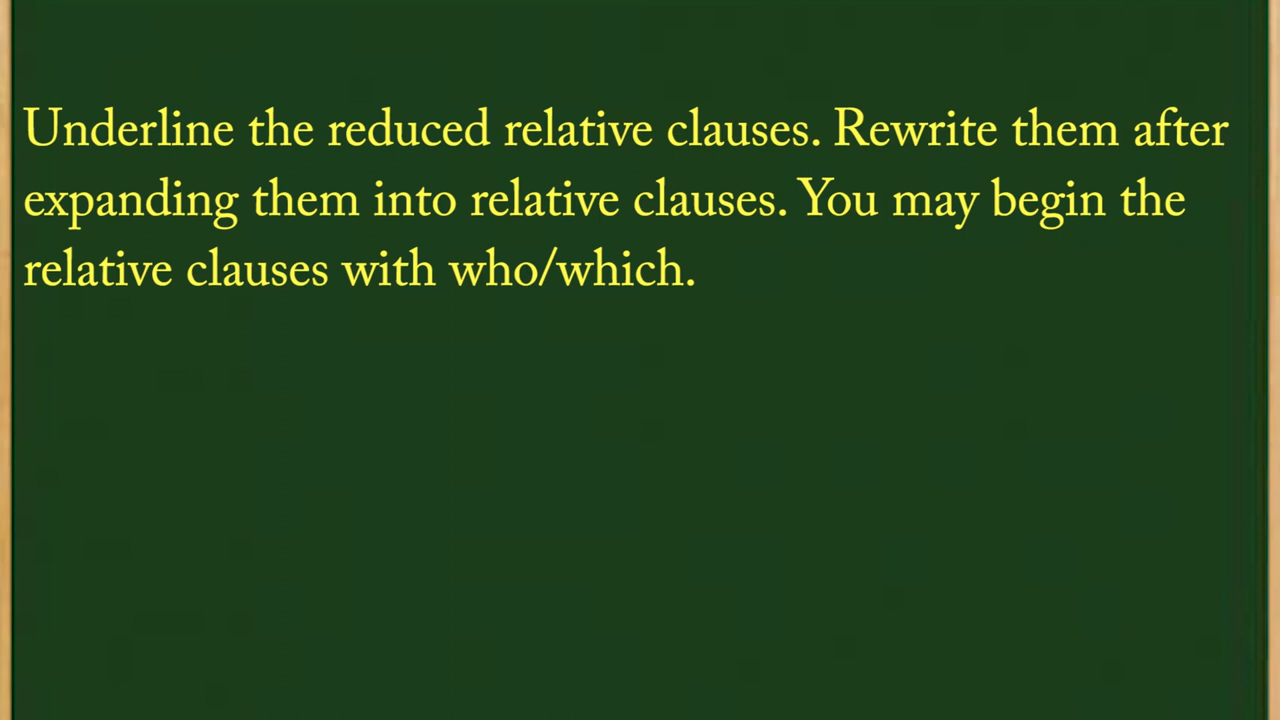 Underline the reduced relative clauses. Rewrite them after
expanding them into relative clauses. You may begin the
relative clauses with who/which.